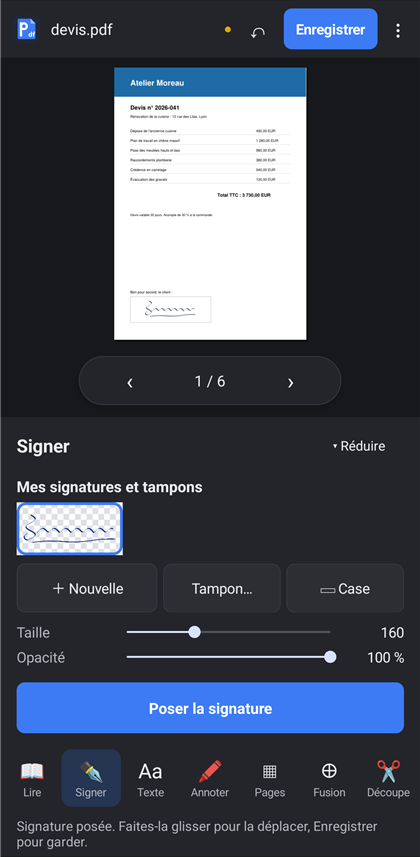 Pdf
devis.pdf
Enregistrer
Atelier Moreau
Devis n° 2026-041
Rénovation de la cuisine - 12 rue des Lilas, Lyon
Dépose de l'ancienne cuisine 450,00 EUR
Plan de travail en chêne massif 1 280,00 EUR
Pose des meubles hauts et bas 960,00 EUR
Raccordements plomberie 380,00 EUR
Crédence en carrelage 540,00 EUR
Évacuation des gravats 120,00 EUR
Total TTC : 3 730,00 EUR
Devis valable 30 jours. Acompte de 30 % à la commande.
Bon pour accord, le client :
‹ 1 / 6 ›
Signer
▾ Réduire
Mes signatures et tampons
+ Nouvelle
Tampon…
Case
Taille 160
Opacité 100 %
Poser la signature
Lire
Signer
Aa
Texte
Annoter
Pages
Fusion
Découpe
Signature posée. Faites-la glisser pour la déplacer, Enregistrer
pour garder.